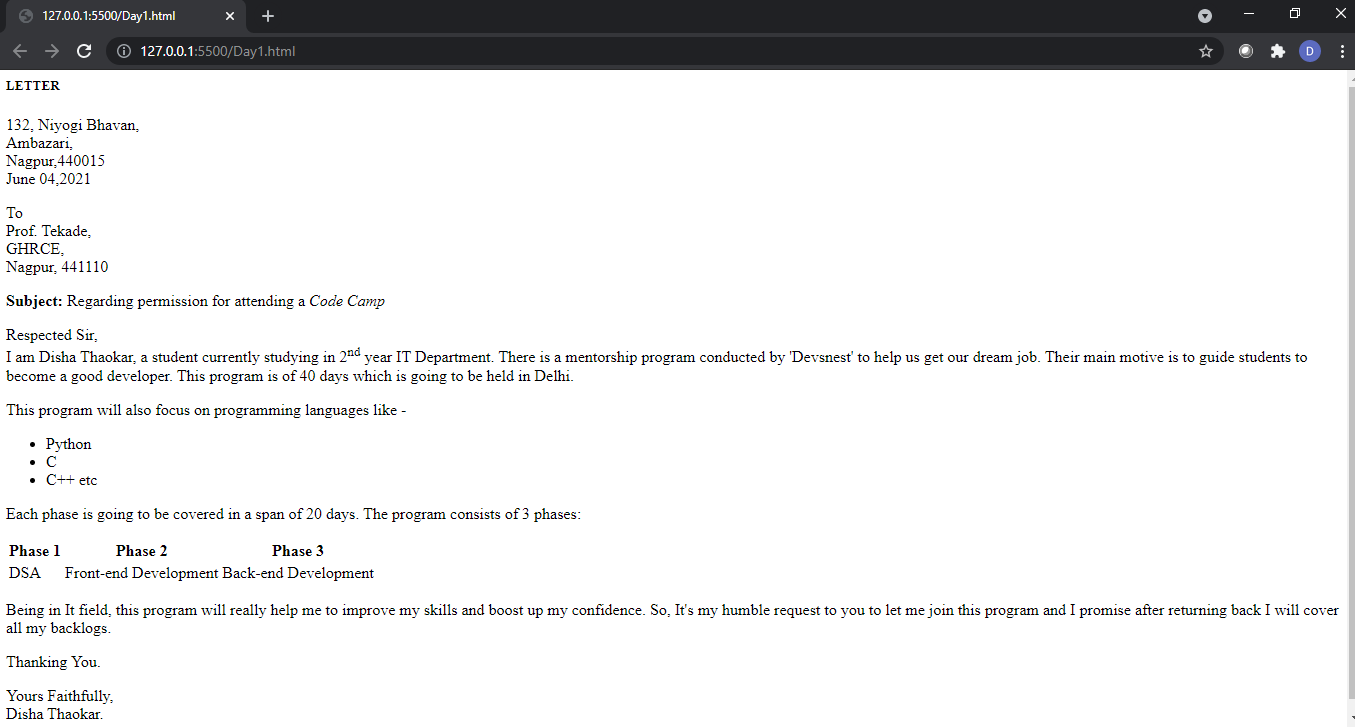 127.0.0.1:5500/Day1.html
127.0.0.1:5500/Day1.html
D
LETTER
132, Niyogi Bhavan,
Ambazari,
Nagpur,440015
June 04,2021
To
Prof. Tekade,
GHRCE,
Nagpur, 441110
Subject: Regarding permission for attending a Code Camp
Respected Sir,
I am Disha Thaokar, a student currently studying in 2nd year IT Department. There is a mentorship program conducted by 'Devsnest' to help us get our dream job. Their main motive is to guide students to
become a good developer. This program is of 40 days which is going to be held in Delhi.
This program will also focus on programming languages like -
• Python
• C
• C++ etc
Each phase is going to be covered in a span of 20 days. The program consists of 3 phases:
Phase 1 Phase 2 Phase 3
DSA Front-end Development Back-end Development
Being in It field, this program will really help me to improve my skills and boost up my confidence. So, It's my humble request to you to let me join this program and I promise after returning back I will cover
all my backlogs.
Thanking You.
Yours Faithfully,
Disha Thaokar.